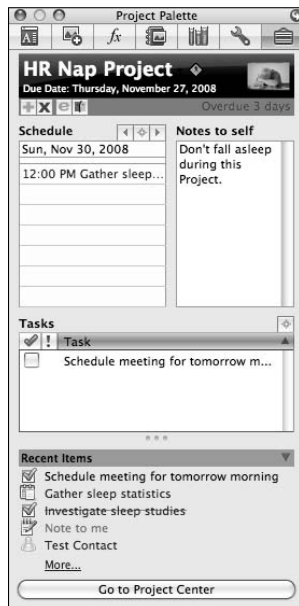 Project Palette
HR Nap Project
Due Date: Thursday, November 27, 2008
Overdue 3 days
Schedule
Notes to self
Sun, Nov 30, 2008
Don't fall asleep
during this
Project.
12:00 PM Gather sleep...
Tasks
! Task
Schedule meeting for tomorrow m...
Recent Items
Schedule meeting for tomorrow morning
Gather sleep statistics
Investigate sleep studies
Note to me
Test Contact
More...
Go to Project Center